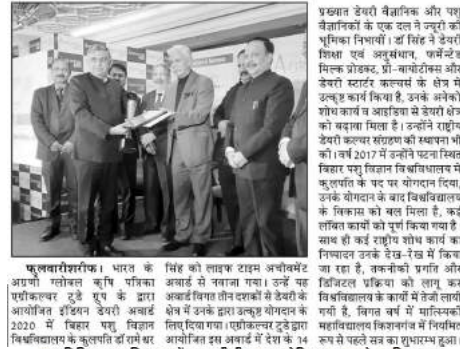 फुलवारीशरीफ। भारत के
अग्रणी ग्लोबल कृषि पत्रिका
एग्रीकल्चर टुडे ग्रुप के द्वारा
आयोजित इंडियन डेयरी अवार्ड
2020 में बिहार पशु विज्ञान
विश्वविद्यालय के कुलपति डॉ रामेश्वर
सिंह को लाइफ टाइम अचीवमेंट
अवार्ड से नवाजा गया। उन्हें यह
अवार्ड विगत तीन दशकों से डेयरी के
क्षेत्र में उनके द्वारा उत्कृष्ट योगदान के
लिए दिया गया। एग्रीकल्चर टुडे द्वारा
आयोजित इस अवार्ड में देश के 14
प्रख्यात डेयरी वैज्ञानिक और पशु
वैज्ञानिकों के एक दल ने ज्यूरी की
भूमिका निभायी। डॉ सिंह ने डेयरी
शिक्षा एवं अनुसंधान, फर्मेन्टेड
मिल्क प्रोडक्ट, प्री-बायोटीक्स और
डेयरी स्टार्टर कल्चर्स के क्षेत्र में
उत्कृष्ट कार्य किया है, उनके अनेको
शोध कार्य व आइडिया से डेयरी क्षेत्र
को बढ़ावा मिला है। उन्होंने राष्ट्रीय
डेयरी कल्चर संग्रहण की स्थापना भी
की। वर्ष 2017 में उन्होंने पटना स्थित
बिहार पशु विज्ञान विश्वविधालय में
कुलपति के पद पर योगदान दिया,
उनके योगदान के बाद विश्वविद्यालय
के विकास को बल मिला है, कई
लंबित कार्यो को पूर्ण किया गया है।
साथ ही कई राष्ट्रीय शोध कार्य का
निष्पादन उनके देख-रेख में किया
जा रहा है, तकनीकी प्रगति और
डिजिटल प्रक्रिया को लागू कर
विश्वविद्यालय के कार्यो में तेजी लायी
गयी है, विगत वर्ष में मात्स्यिकी
महाविद्यालय किशनगंज में नियमित
रूप से पहले सत्र का शुभारम्भ हुआ।